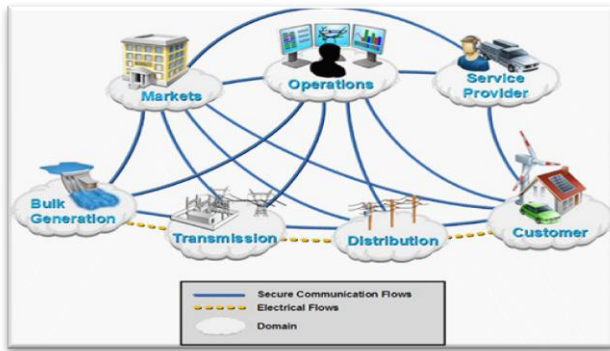 Markets
Operations
Service
Provider
Bulk
Generation
Transmission
Distribution
Customer
Secure Communication Flows
Electrical Flows
Domain